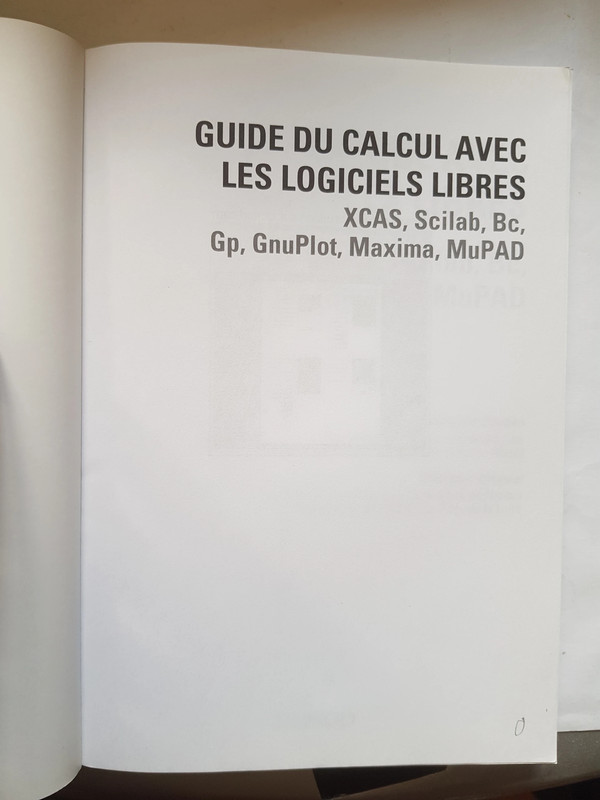 GUIDE DU CALCUL AVEC
LES LOGICIELS LIBRES
XCAS, Scilab, Bc,
Gp, GnuPlot, Maxima, MuPAD